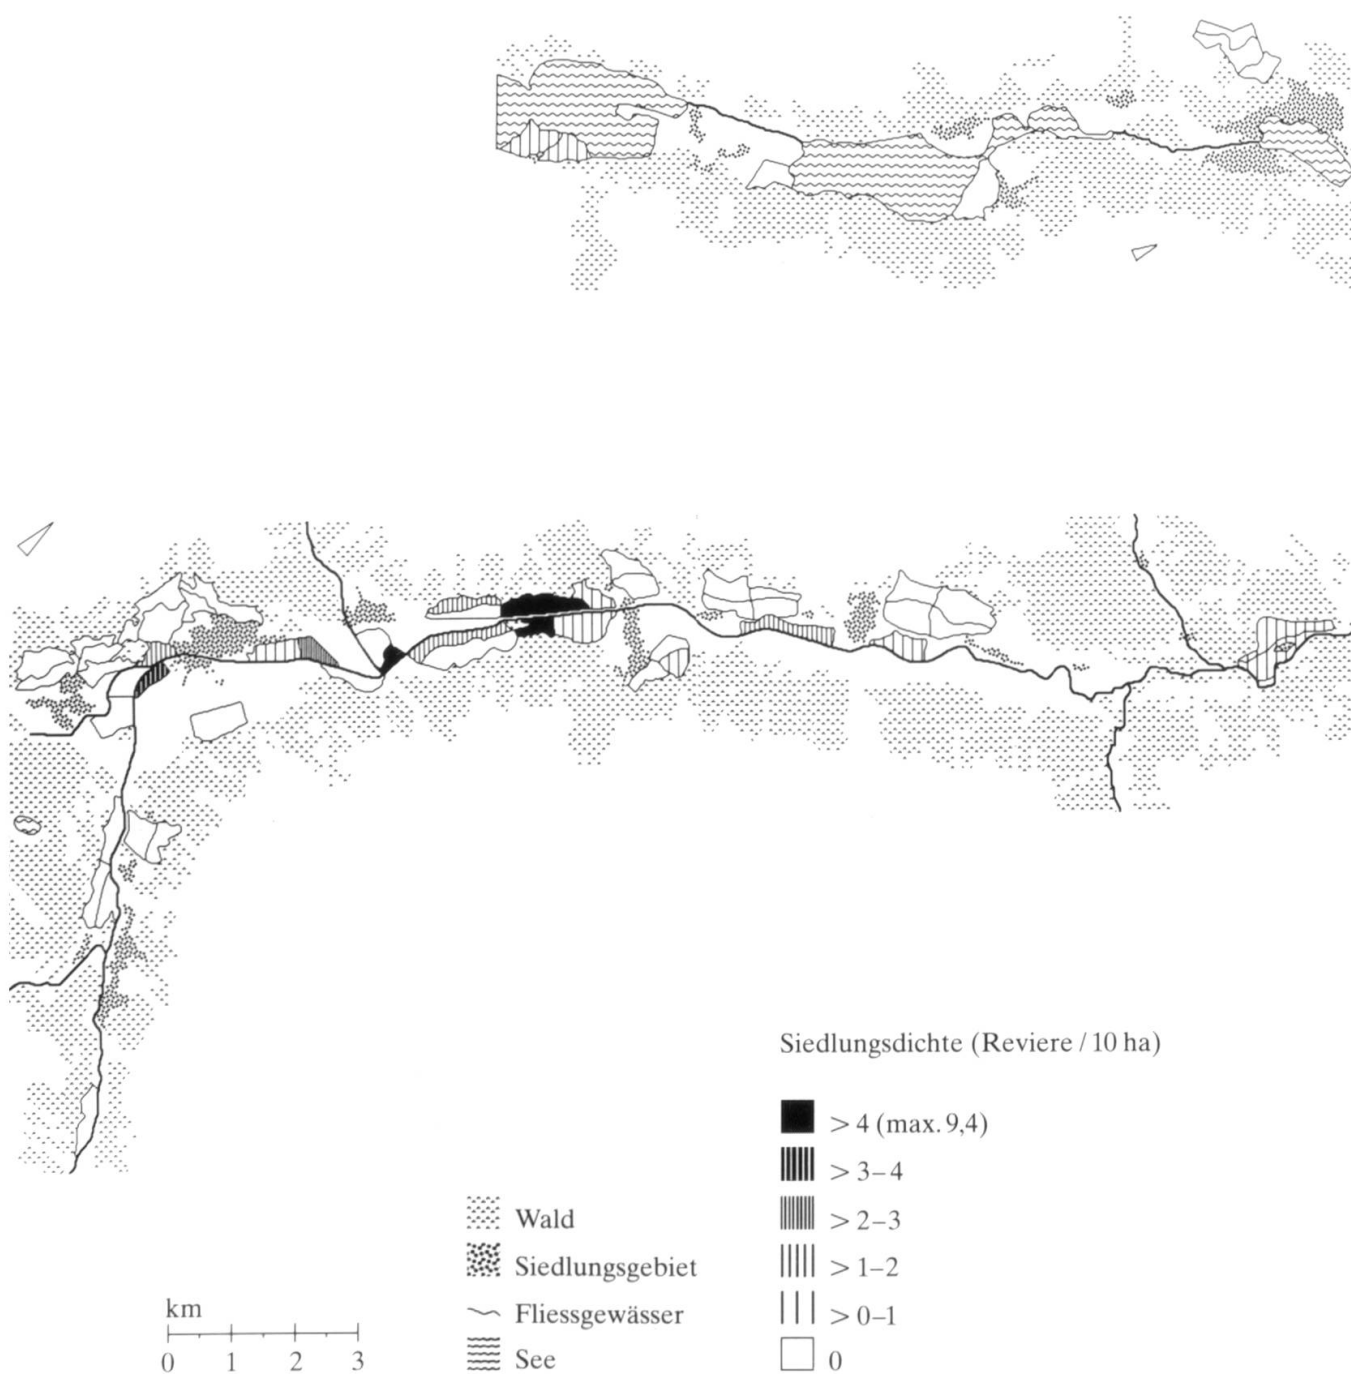 Siedlungsdichte (Reviere / 10 ha)
> 4 (max. 9,4)
> 3–4
> 2–3
> 1–2
> 0–1
0
Wald
Siedlungsgebiet
Fliessgewässer
See
km
0 1 2 3